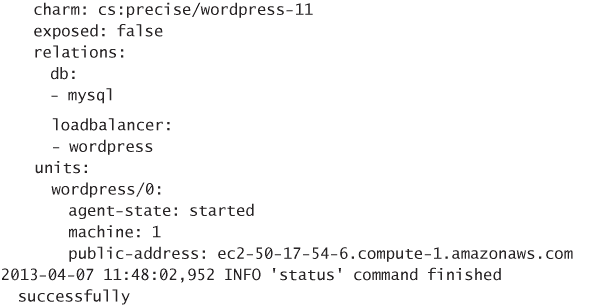 charm: cs:precise/wordpress-11
exposed: false
relations:
db:
- mysql
loadbalancer:
- wordpress
units:
wordpress/0:
agent-state: started
machine: 1
public-address: ec2-50-17-54-6.compute-1.amazonaws.com
2013-04-07 11:48:02,952 INFO 'status' command finished
successfully